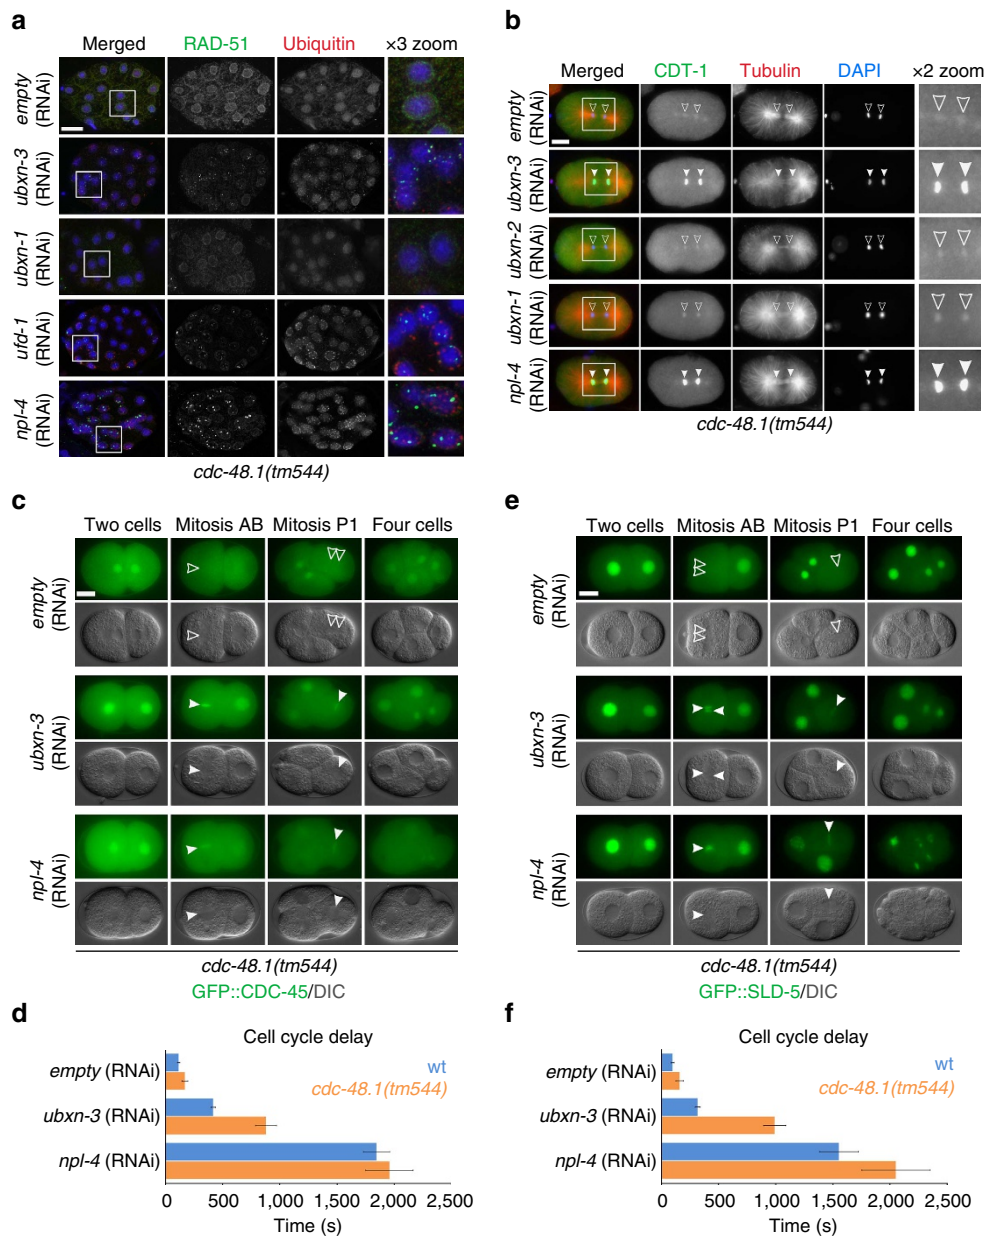 a
Merged RAD-51 Ubiquitin ×3 zoom
empty (RNAi)
ubxn-3 (RNAi)
ubxn-1 (RNAi)
ufd-1 (RNAi)
npl-4 (RNAi)
cdc-48.1(tm544)
b
Merged CDT-1 Tubulin DAPI ×2 zoom
empty (RNAi)
ubxn-3 (RNAi)
ubxn-2 (RNAi)
ubxn-1 (RNAi)
npl-4 (RNAi)
cdc-48.1(tm544)
c
Two cells Mitosis AB Mitosis P1 Four cells
empty (RNAi)
ubxn-3 (RNAi)
npl-4 (RNAi)
cdc-48.1(tm544)
GFP::CDC-45/DIC
e
Two cells Mitosis AB Mitosis P1 Four cells
empty (RNAi)
ubxn-3 (RNAi)
npl-4 (RNAi)
cdc-48.1(tm544)
GFP::SLD-5/DIC
d
Cell cycle delay
wt
cdc-48.1(tm544)
empty (RNAi)
ubxn-3 (RNAi)
npl-4 (RNAi)
0 500 1,000 1,500 2,000 2,500
Time (s)
f
Cell cycle delay
wt
cdc-48.1(tm544)
empty (RNAi)
ubxn-3 (RNAi)
npl-4 (RNAi)
0 500 1,000 1,500 2,000 2,500
Time (s)